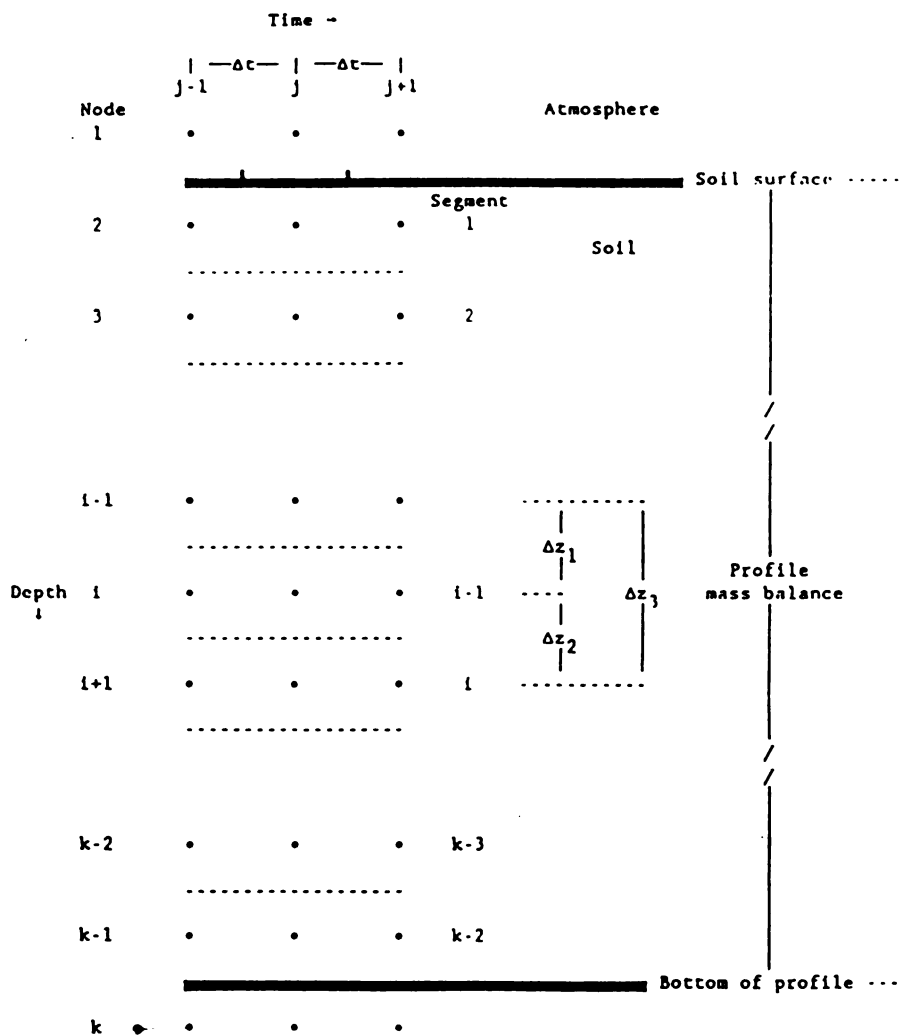 Time →
|—Δt—|—Δt—|
j-1 j j+1
Node
Atmosphere
1
Soil surface
Segment
2 1
Soil
3 2
i-1
Δz1
Profile
Depth i i-1 Δz3 mass balance
↓
Δz2
i+1 i
k-2 k-3
k-1 k-2
Bottom of profile
k